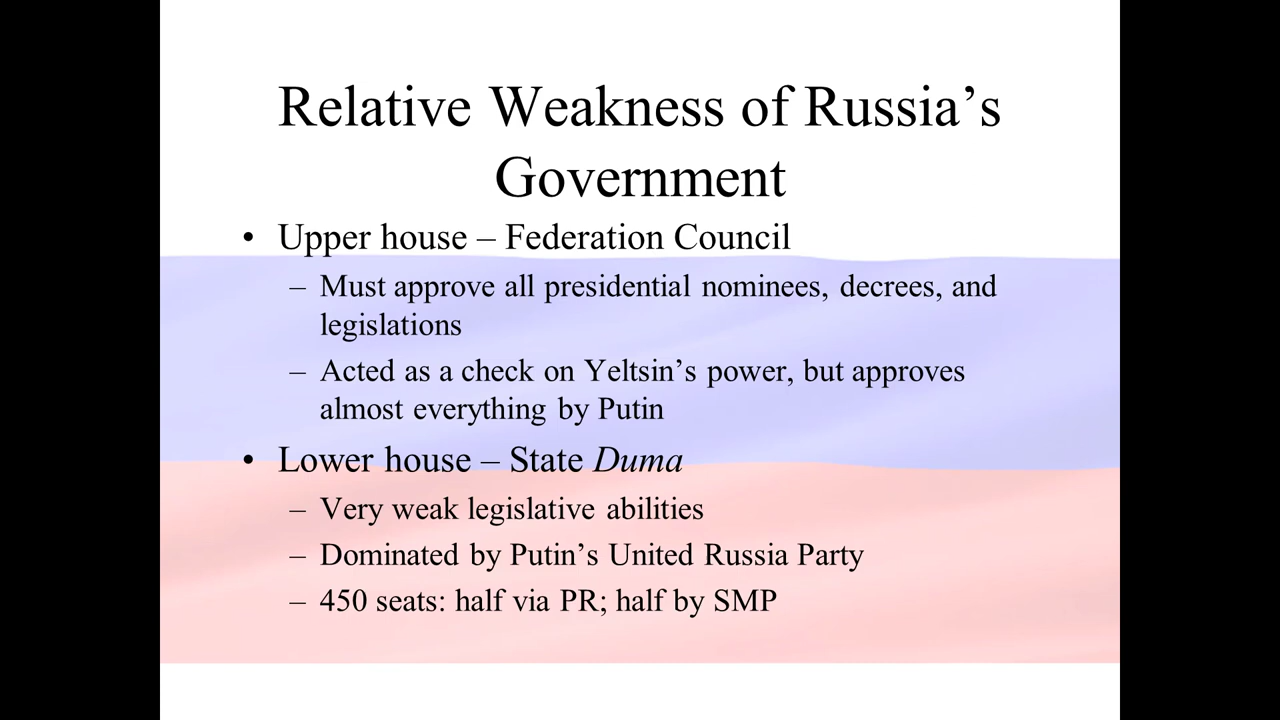 Relative Weakness of Russia’s
Government
• Upper house – Federation Council
– Must approve all presidential nominees, decrees, and
legislations
– Acted as a check on Yeltsin’s power, but approves
almost everything by Putin
• Lower house – State Duma
– Very weak legislative abilities
– Dominated by Putin’s United Russia Party
– 450 seats: half via PR; half by SMP